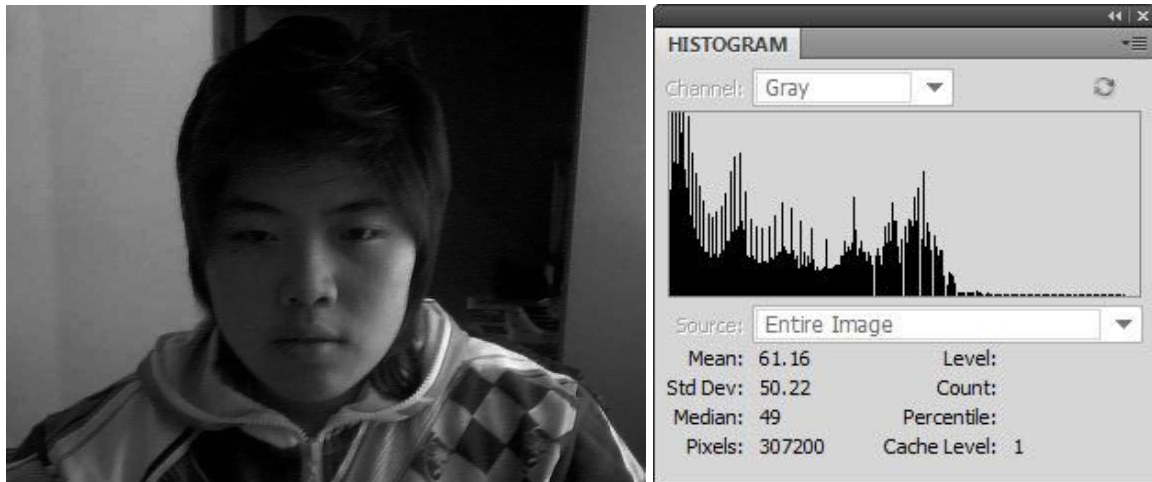 HISTOGRAM
Channel: Gray
Source: Entire Image
Mean: 61.16 Level:
Std Dev: 50.22 Count:
Median: 49 Percentile:
Pixels: 307200 Cache Level: 1